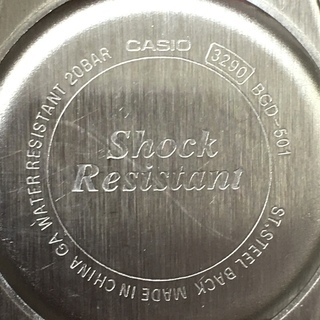 CASIO
3290 BGD-501
ST.STEEL BACK MADE IN CHINA GA WATER RESISTANT 20BAR
Shock
Resistant